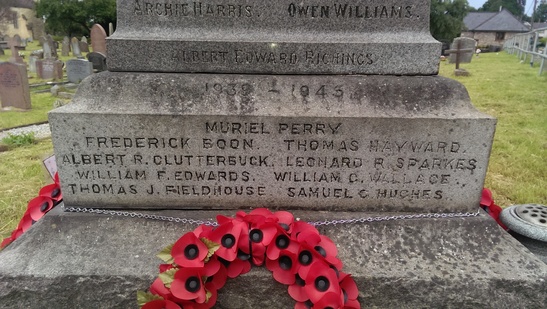 ARCHIE HARRIS. OWEN WILLIAMS.
ALBERT EDWARD RICHINGS
1939 - 1945
MURIEL PERRY
FREDERICK BOON. THOMAS HAYWARD.
ALBERT R. CLUTTERBUCK. LEONARD R. SPARKES
WILLIAM F. EDWARDS. WILLIAM G. WALLACE.
THOMAS J. FIELDHOUSE. SAMUEL C. HUGHES.